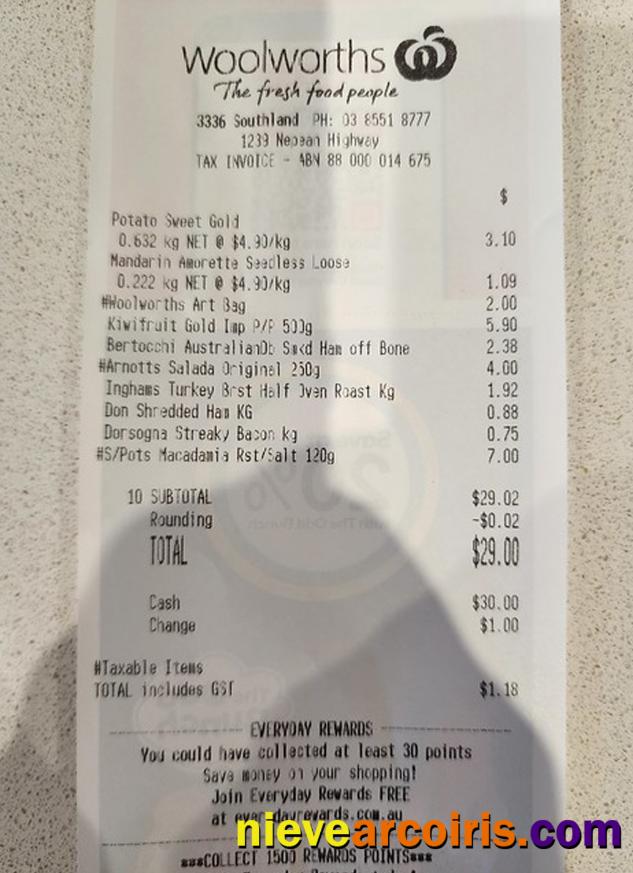 Woolworths
The fresh food people
3336 Southland PH: 03 8551 8777
1239 Nepean Highway
TAX INVOICE - ABN 88 000 014 675
$
Potato Sweet Gold
0.632 kg NET @ $4.90/kg 3.10
Mandarin Amorette Seedless Loose
0.222 kg NET @ $4.90/kg 1.09
#Woolworths Art Bag 2.00
Kiwifruit Gold Imp P/P 500g 5.90
Bertocchi AustralianDb Smkd Ham off Bone 2.38
#Arnotts Salada Original 250g 4.00
Inghams Turkey Brst Half Oven Roast Kg 1.92
Don Shredded Ham KG 0.88
Dorsogna Streaky Bacon kg 0.75
#S/Pots Macadamia Rst/Salt 120g 7.00
10 SUBTOTAL $29.02
Rounding -$0.02
TOTAL $29.00
Cash $30.00
Change $1.00
#Taxable Items
TOTAL includes GST $1.18
EVERYDAY REWARDS
You could have collected at least 30 points
Save money on your shopping!
Join Everyday Rewards FREE
at everydayrewards.com.au
nievearcoiris.com
***COLLECT 1500 REWARDS POINTS***